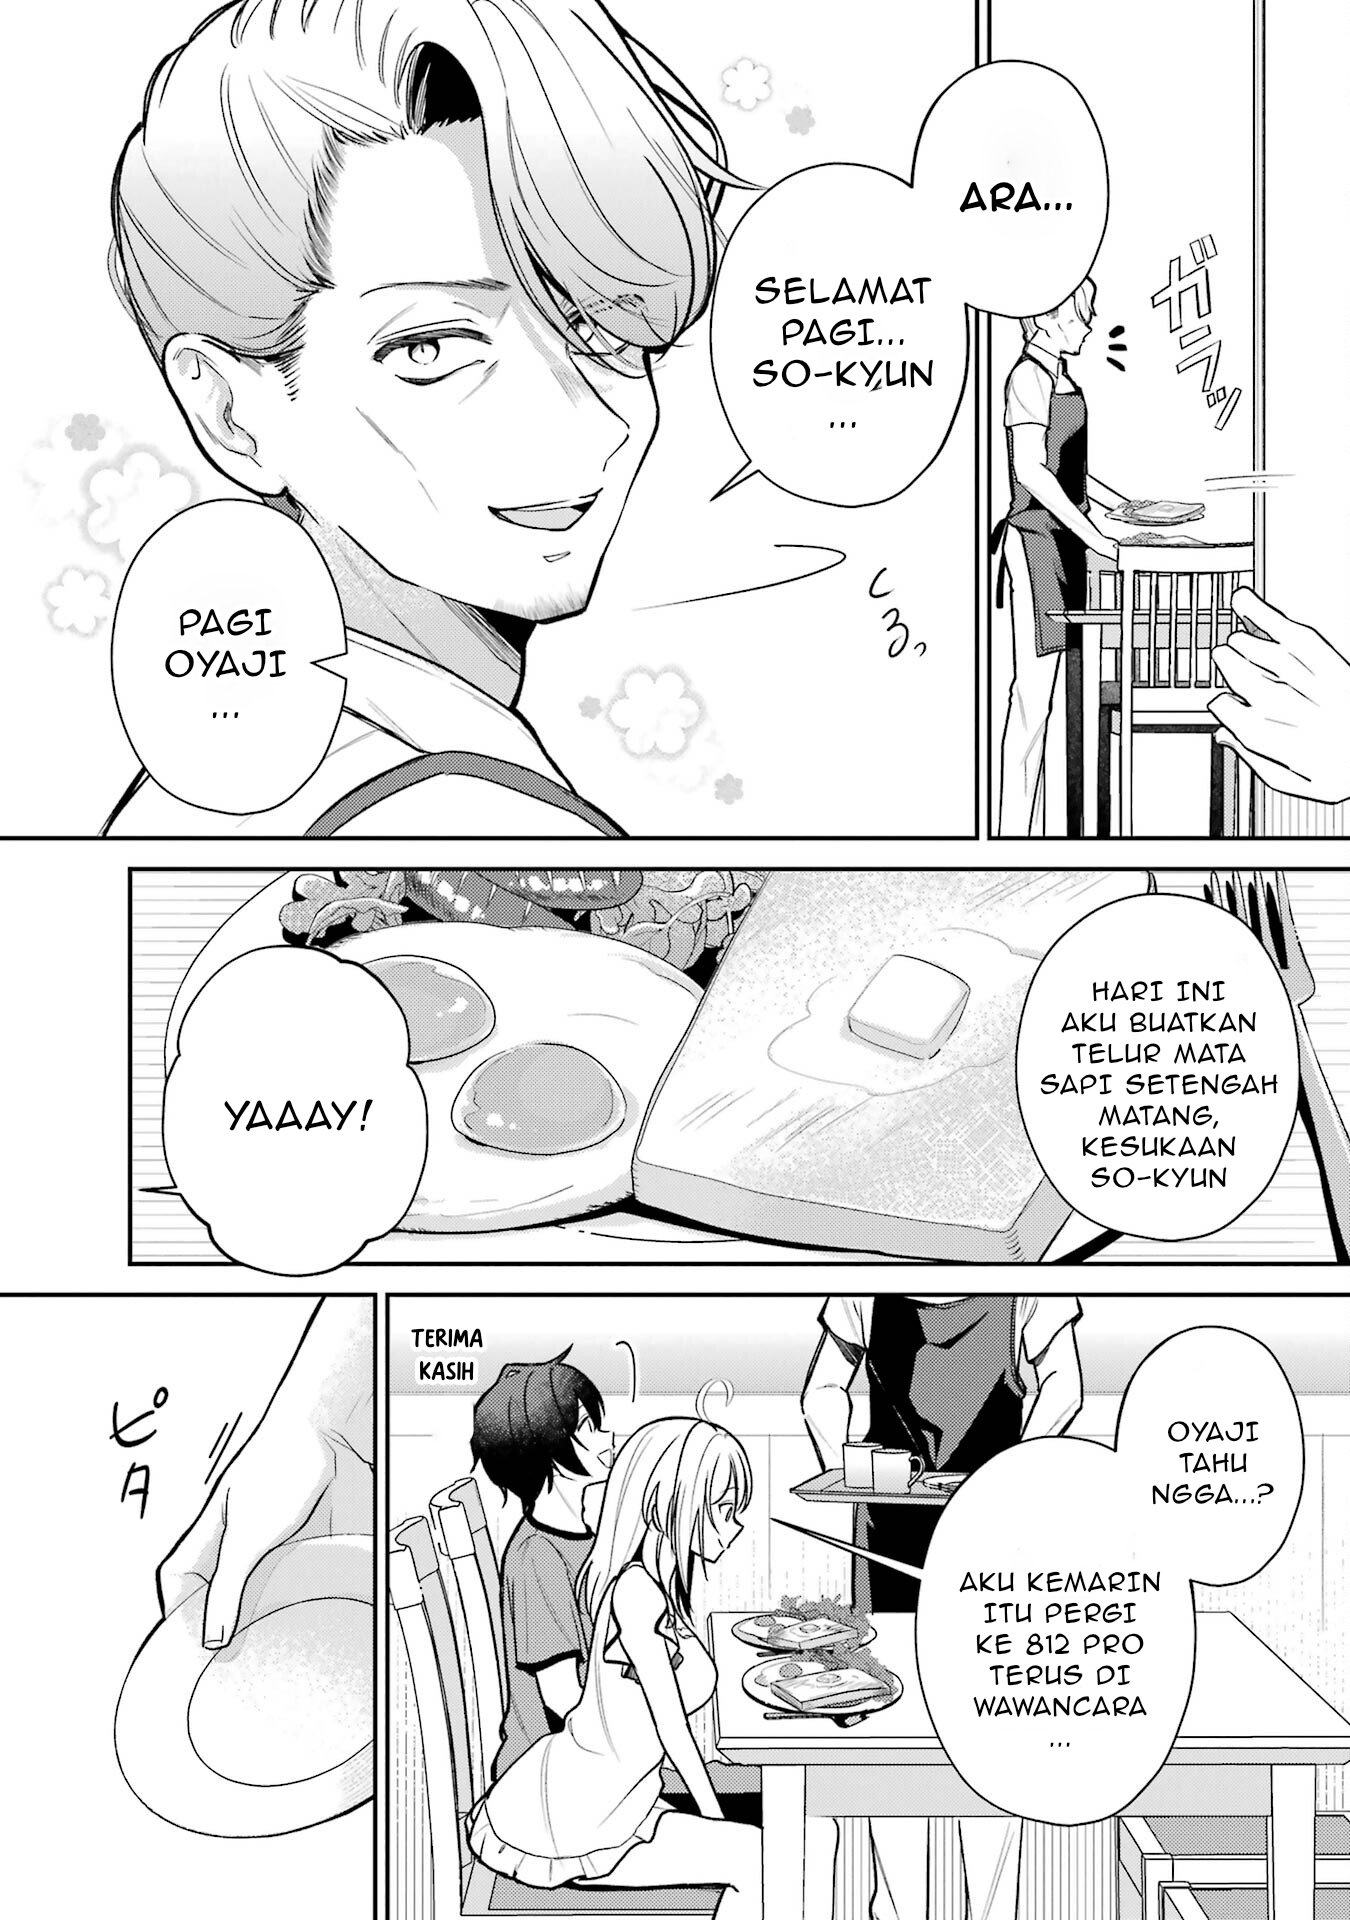 ガラッ
ARA...
SELAMAT
PAGI...
SO-KYUN
...
くるっ
PAGI
OYAJI
...
HARI INI
AKU BUATKAN
TELUR MATA
SAPI SETENGAH
MATANG,
KESUKAAN
SO-KYUN
YAAAY!
OYAJI
TAHU
NGGA...?
AKU KEMARIN
ITU PERGI
KE 812 PRO
TERUS DI
WAWANCARA
...
TERIMA
KASIH
ピタ